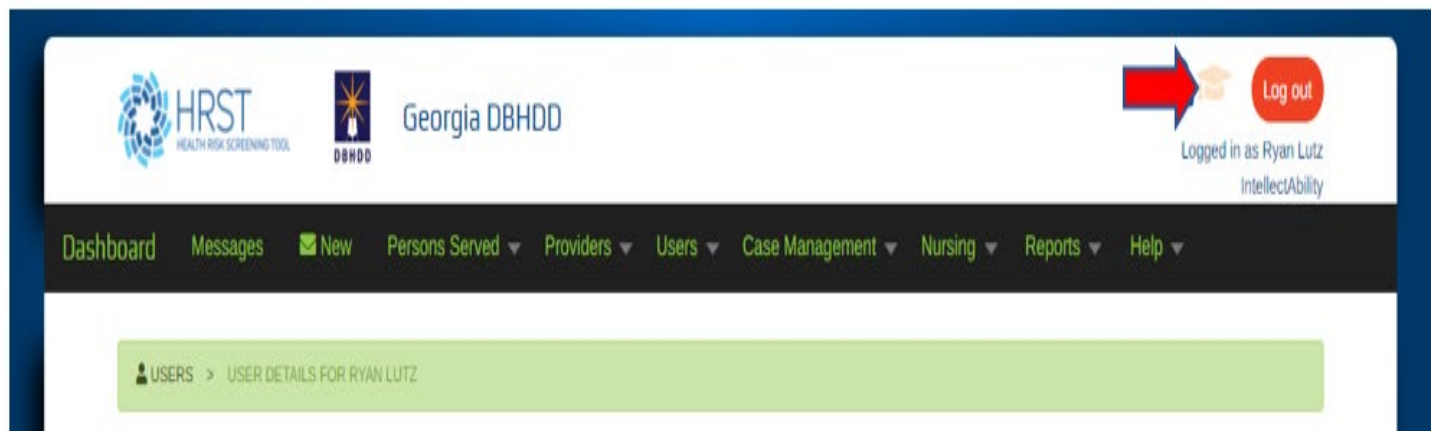 HRST
HEALTH RISK SCREENING TOOL
DBHDD
Georgia DBHDD
Log out
Logged in as Ryan Lutz
IntellectAbility
Dashboard Messages New Persons Served Providers Users Case Management Nursing Reports Help
USERS > USER DETAILS FOR RYAN LUTZ